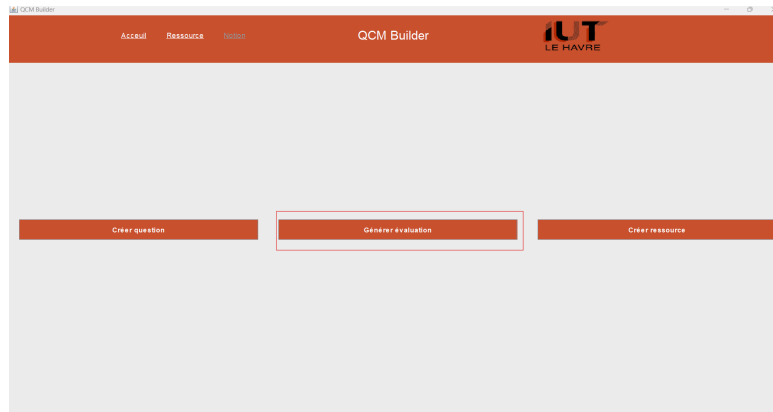 QCM Builder
Acceuil Ressource Notion QCM Builder IUT
LE HAVRE
Créer question Générer évaluation Créer ressource